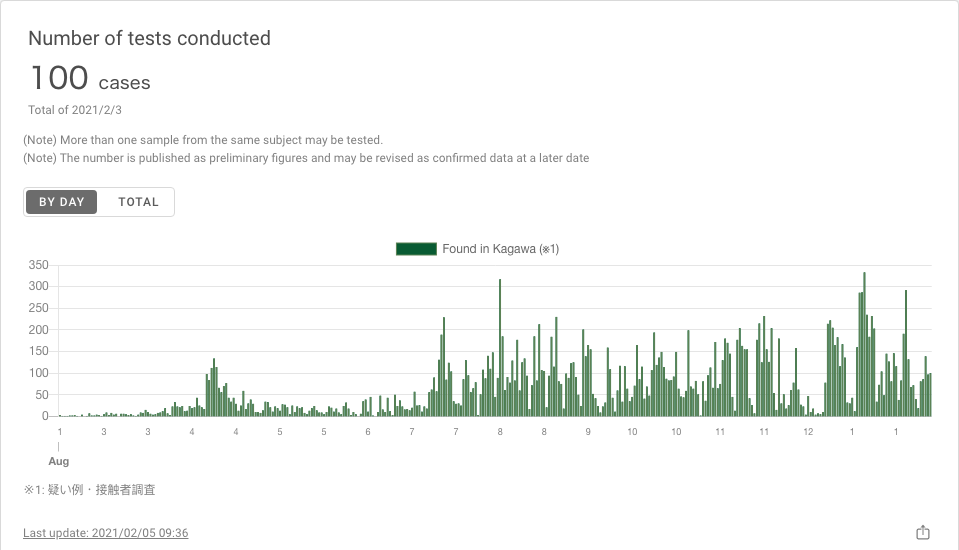 Number of tests conducted
100 cases
Total of 2021/2/3
(Note) More than one sample from the same subject may be tested.
(Note) The number is published as preliminary figures and may be revised as confirmed data at a later date
BY DAY TOTAL
Found in Kagawa (※1)
350
300
250
200
150
100
50
0
1 3 3 4 4 5 5 6 7 7 8 8 9 10 10 11 11 12 1 1
Aug
※1: 疑い例・接触者調査
Last update: 2021/02/05 09:36